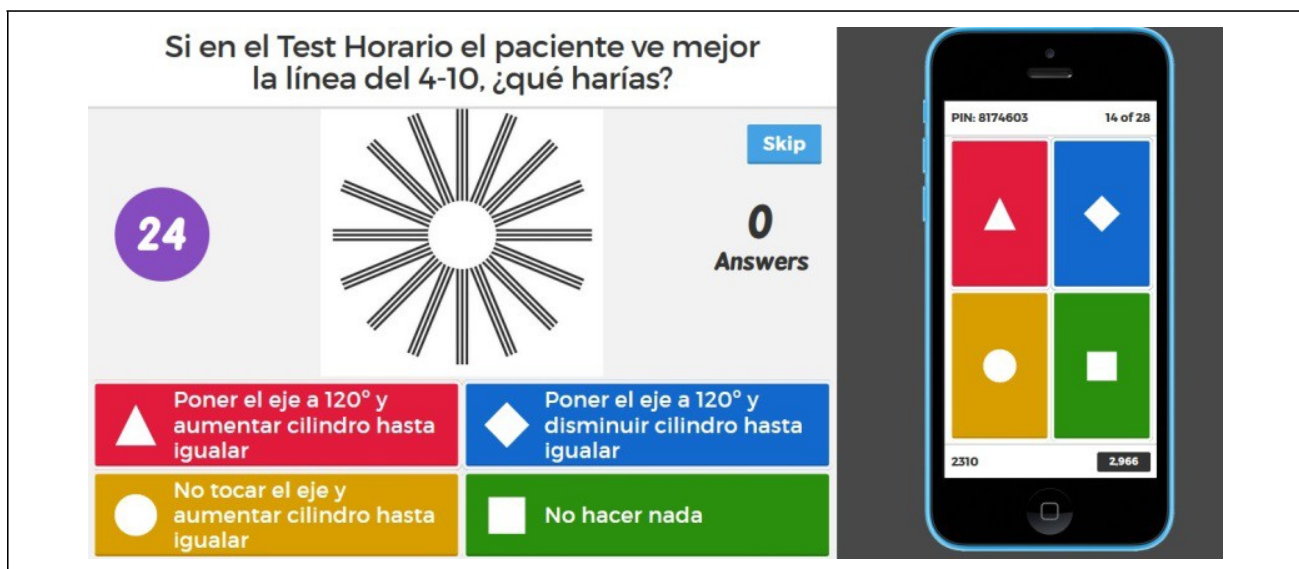 Si en el Test Horario el paciente ve mejor
la línea del 4-10, ¿qué harías?
24
Skip
0
Answers
Poner el eje a 120° y
aumentar cilindro hasta
igualar
Poner el eje a 120° y
disminuir cilindro hasta
igualar
No tocar el eje y
aumentar cilindro hasta
igualar
No hacer nada
PIN: 8174603 14 of 28
2310 2,966